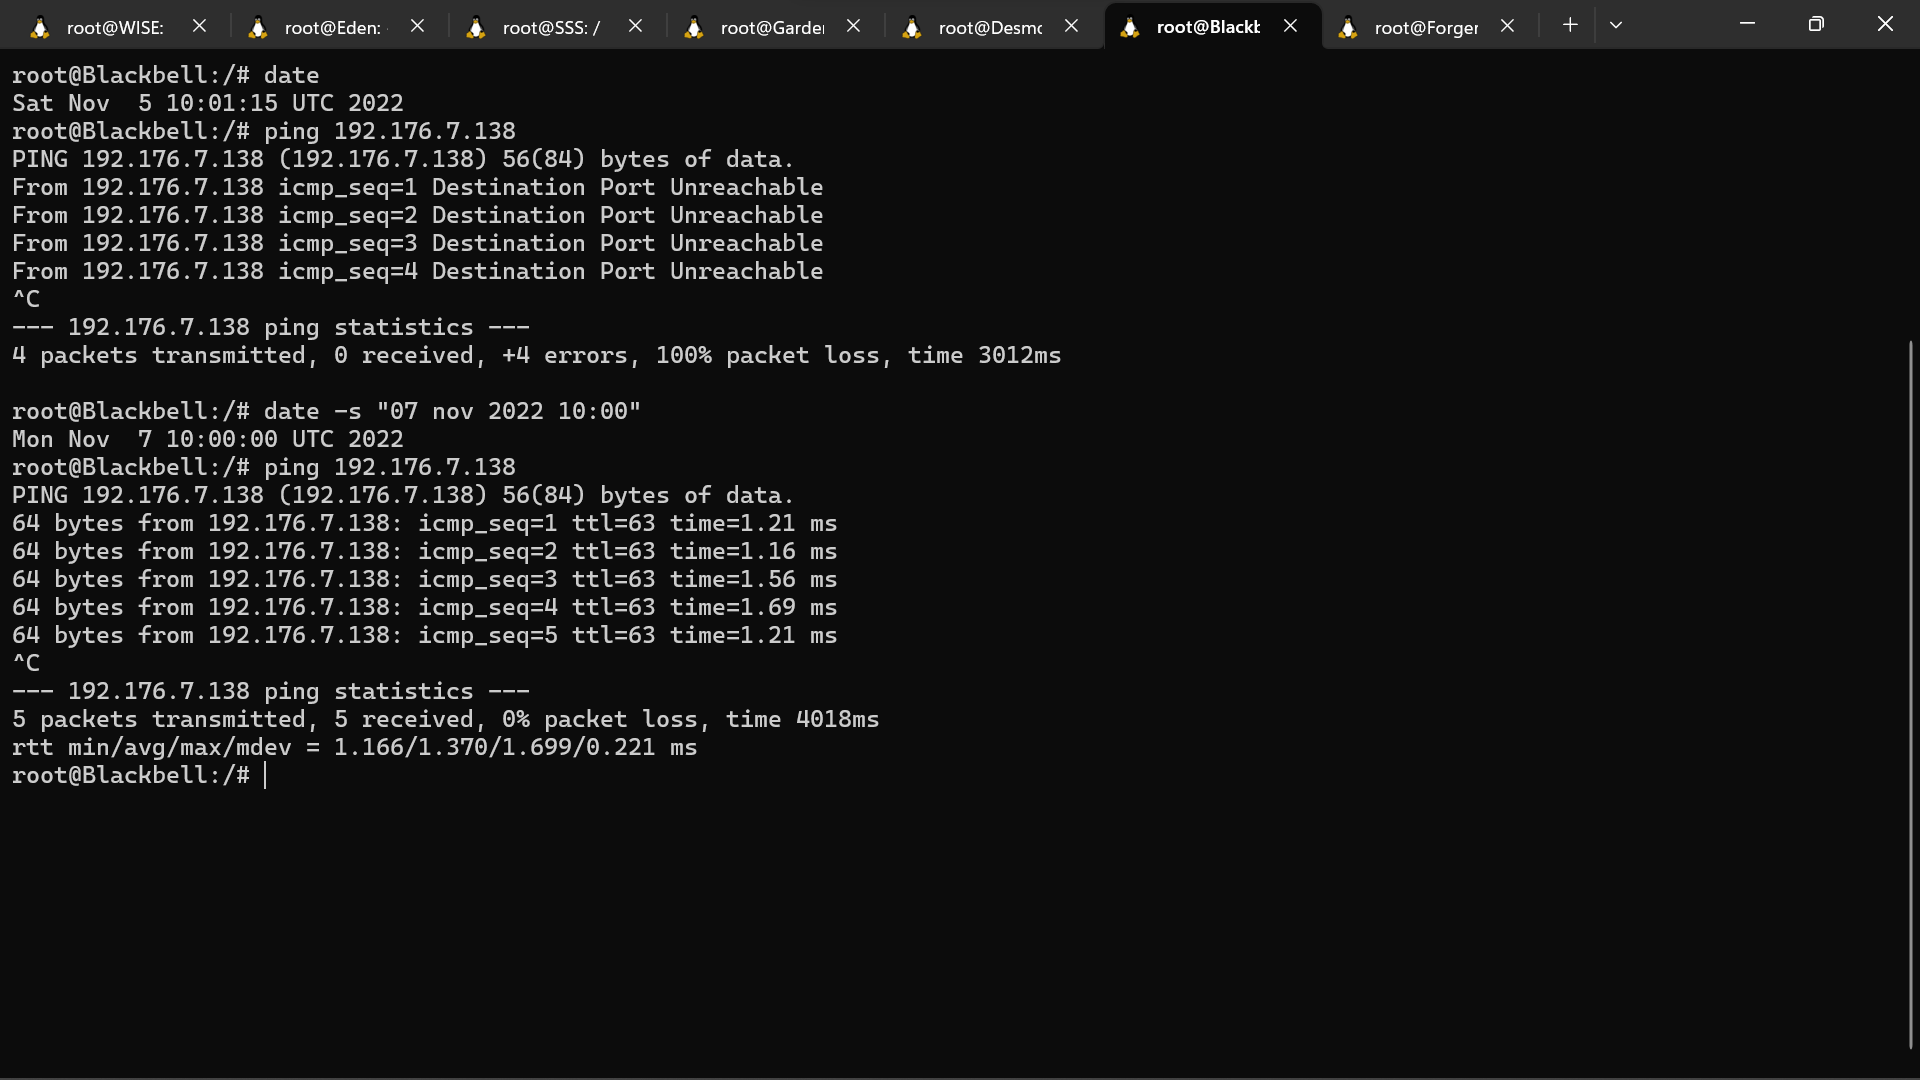 root@WISE: root@Eden: root@SSS: / root@Garde root@Desmo root@Blackb root@Forger
root@Blackbell:/# date
Sat Nov  5 10:01:15 UTC 2022
root@Blackbell:/# ping 192.176.7.138
PING 192.176.7.138 (192.176.7.138) 56(84) bytes of data.
From 192.176.7.138 icmp_seq=1 Destination Port Unreachable
From 192.176.7.138 icmp_seq=2 Destination Port Unreachable
From 192.176.7.138 icmp_seq=3 Destination Port Unreachable
From 192.176.7.138 icmp_seq=4 Destination Port Unreachable
^C
--- 192.176.7.138 ping statistics ---
4 packets transmitted, 0 received, +4 errors, 100% packet loss, time 3012ms
root@Blackbell:/# date -s "07 nov 2022 10:00"
Mon Nov  7 10:00:00 UTC 2022
root@Blackbell:/# ping 192.176.7.138
PING 192.176.7.138 (192.176.7.138) 56(84) bytes of data.
64 bytes from 192.176.7.138: icmp_seq=1 ttl=63 time=1.21 ms
64 bytes from 192.176.7.138: icmp_seq=2 ttl=63 time=1.16 ms
64 bytes from 192.176.7.138: icmp_seq=3 ttl=63 time=1.56 ms
64 bytes from 192.176.7.138: icmp_seq=4 ttl=63 time=1.69 ms
64 bytes from 192.176.7.138: icmp_seq=5 ttl=63 time=1.21 ms
^C
--- 192.176.7.138 ping statistics ---
5 packets transmitted, 5 received, 0% packet loss, time 4018ms
rtt min/avg/max/mdev = 1.166/1.370/1.699/0.221 ms
root@Blackbell:/#